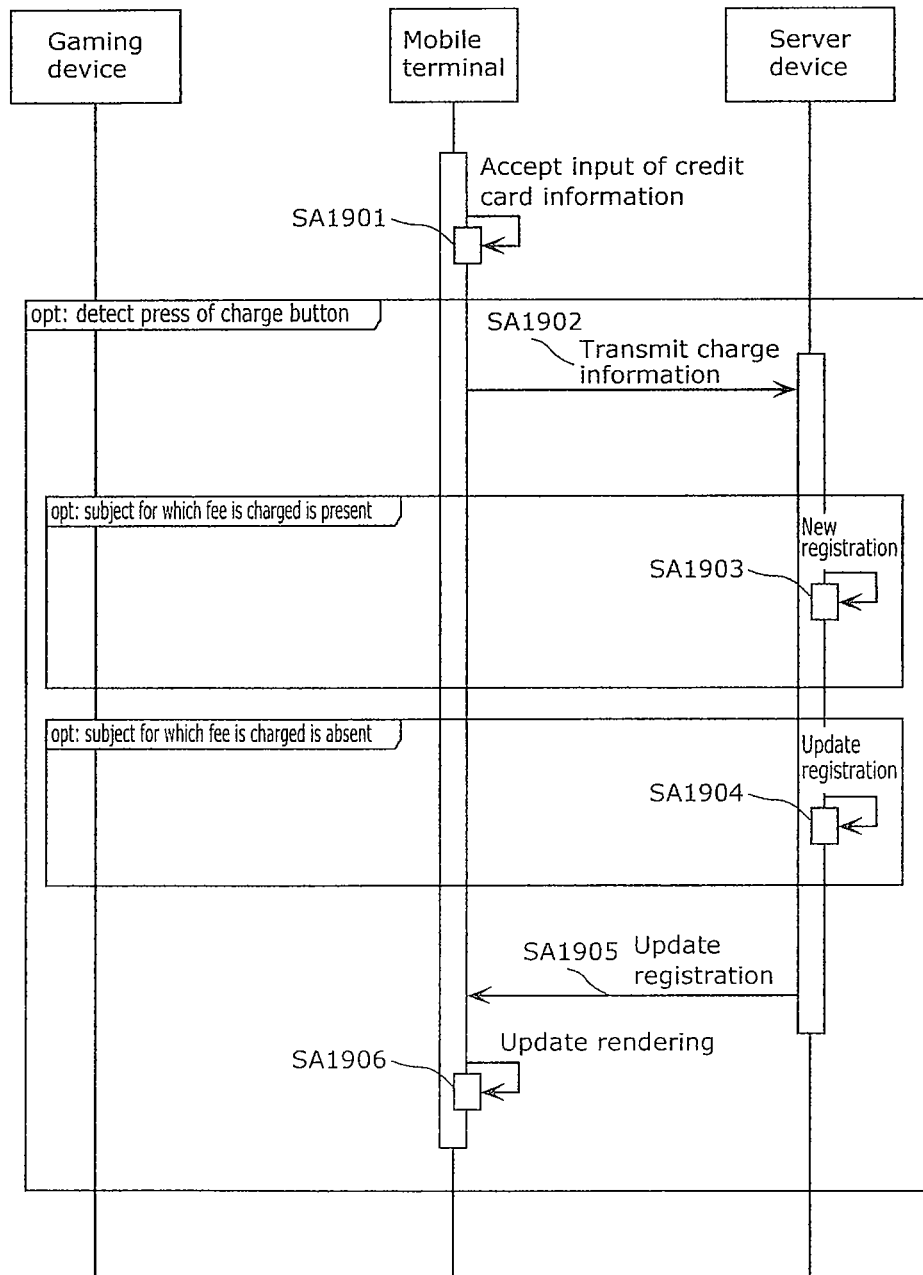 Gaming
device
Mobile
terminal
Server
device
Accept input of credit
card information
SA1901
opt: detect press of charge button
SA1902
Transmit charge
information
opt: subject for which fee is charged is present
New
registration
SA1903
opt: subject for which fee is charged is absent
Update
registration
SA1904
SA1905
Update
registration
Update rendering
SA1906